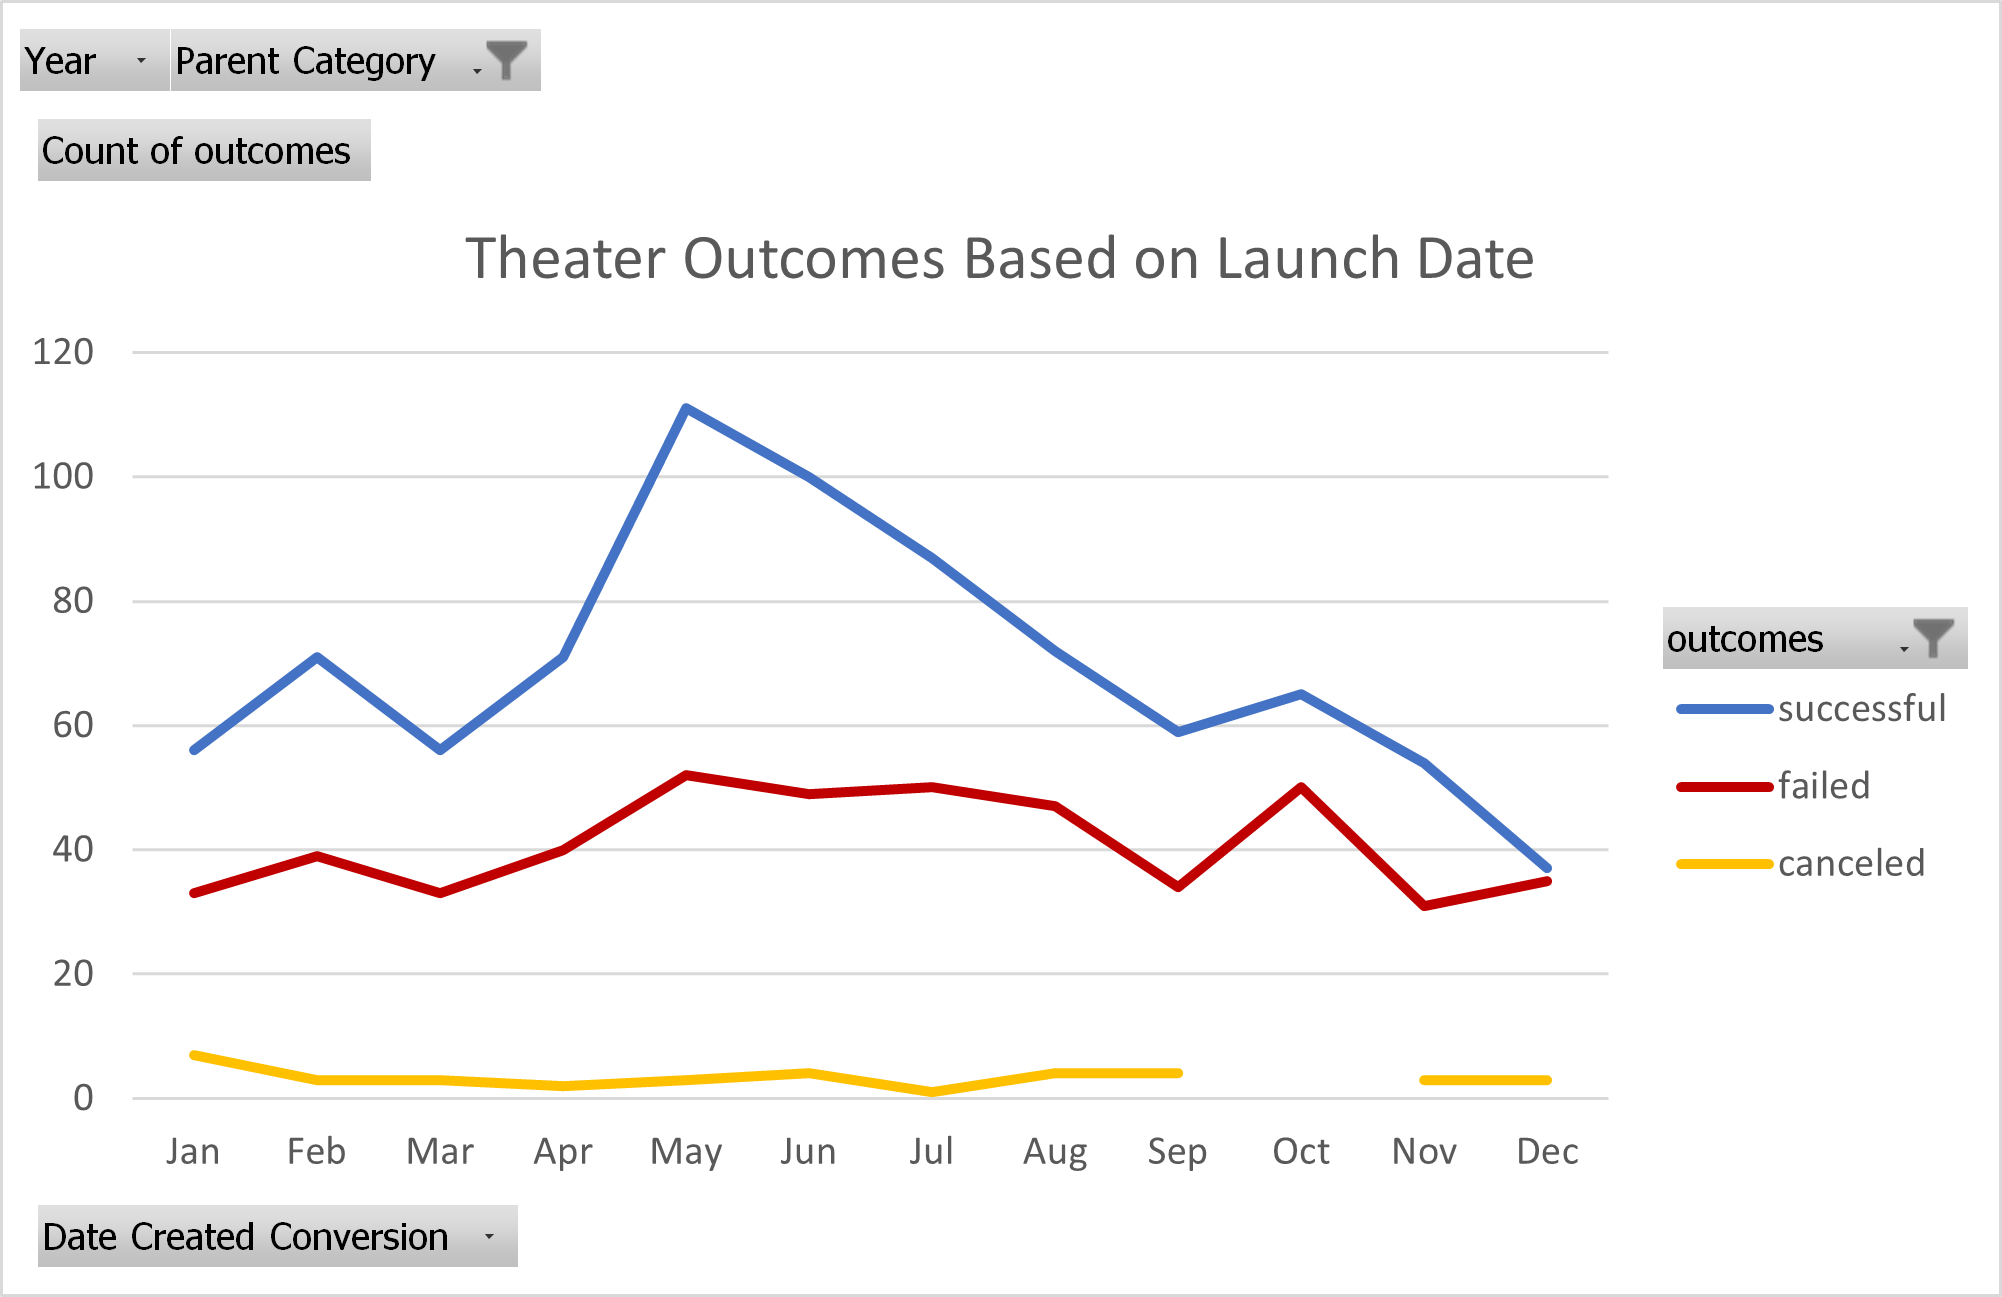 Year Parent Category
Count of outcomes
Theater Outcomes Based on Launch Date
120
100
80
60
40
20
0
Jan Feb Mar Apr May Jun Jul Aug Sep Oct Nov Dec
outcomes
successful
failed
canceled
Date Created Conversion